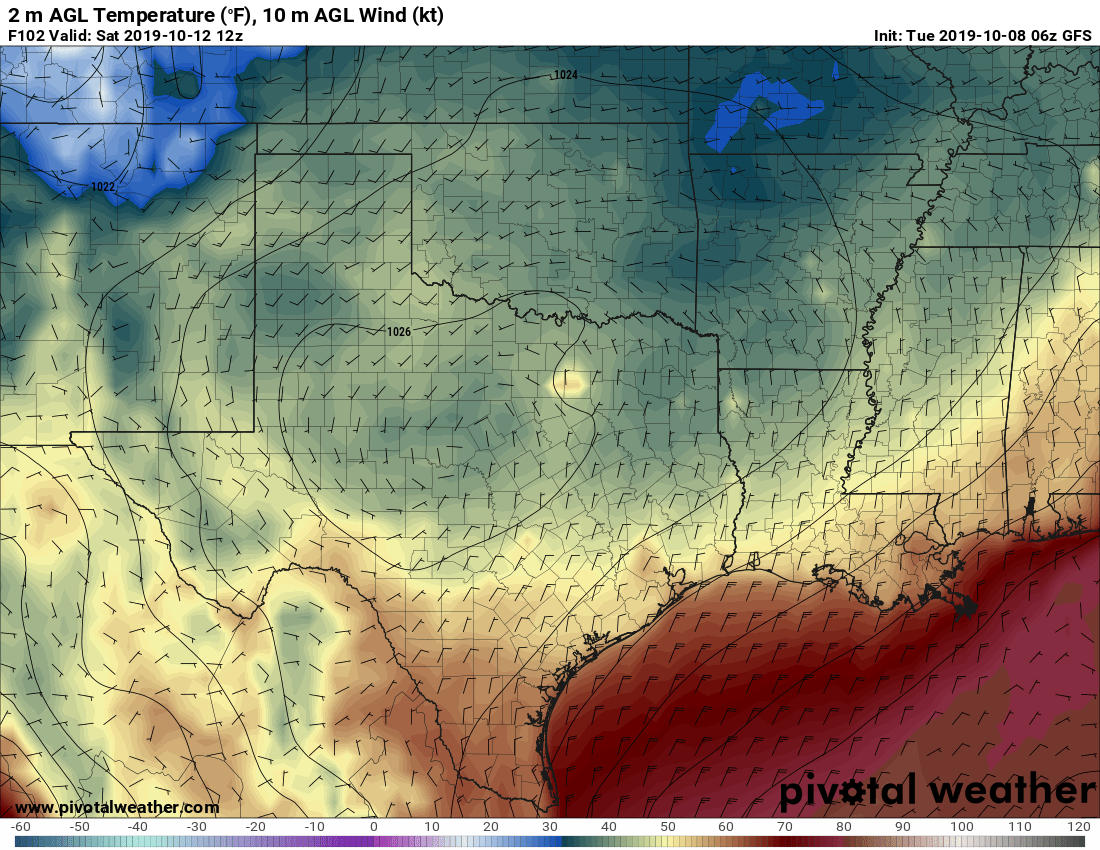 2 m AGL Temperature (°F), 10 m AGL Wind (kt)
F102 Valid: Sat 2019-10-12 12z
Init: Tue 2019-10-08 06z GFS
1024
1022
1026
www.pivotalweather.com
pivotal weather
-60 -50 -40 -30 -20 -10 0 10 20 30 40 50 60 70 80 90 100 110 120